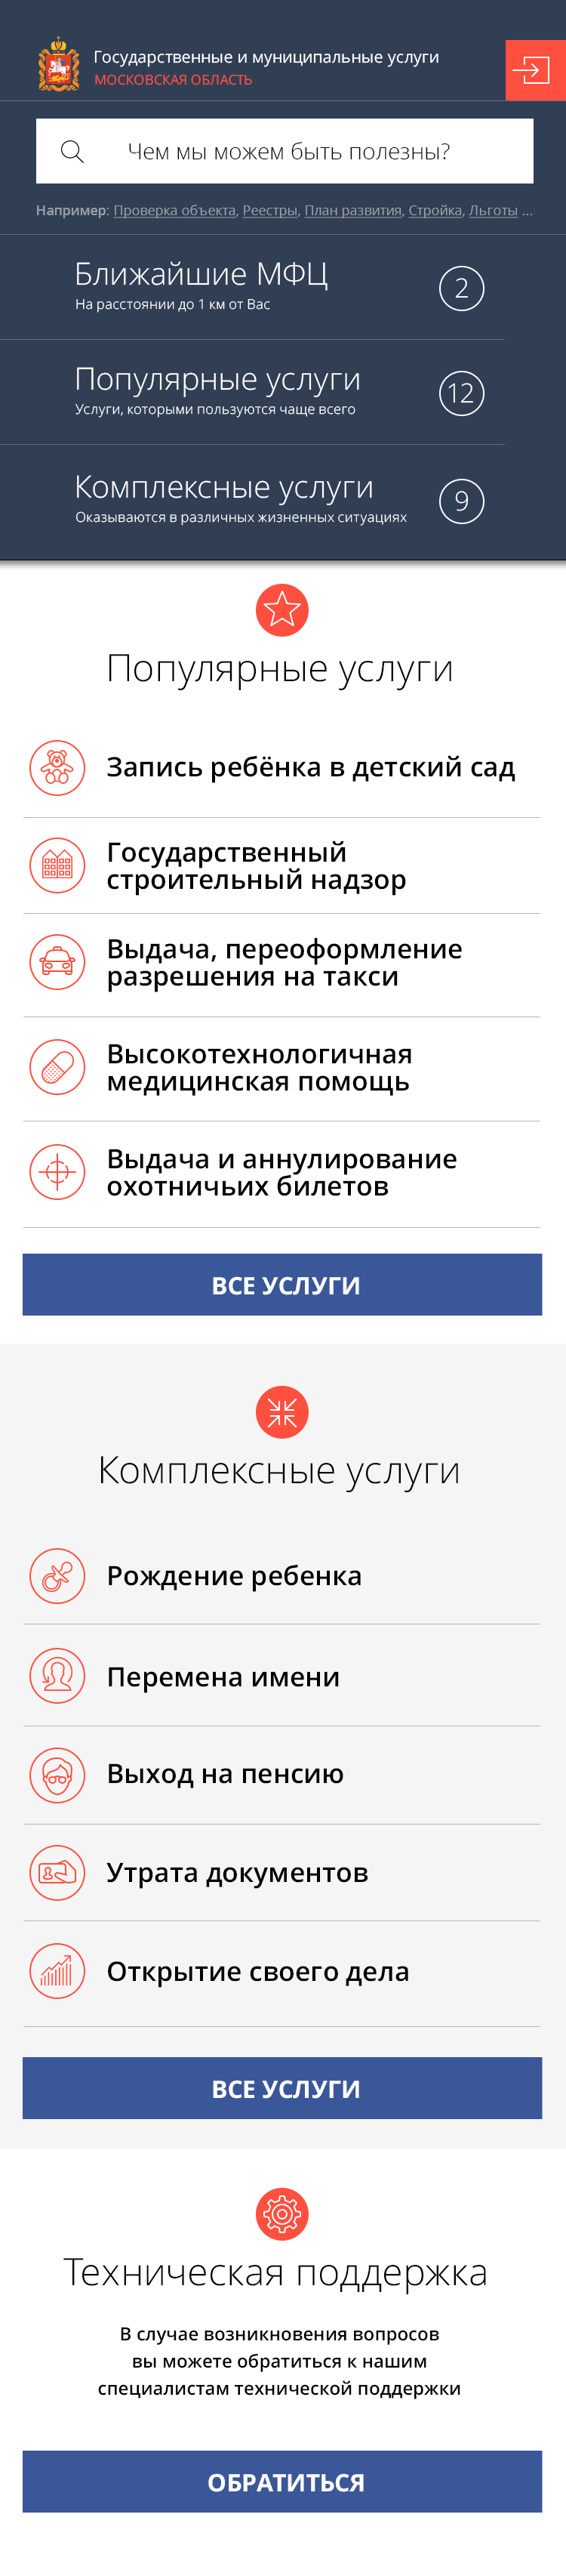 Государственные и муниципальные услуги
МОСКОВСКАЯ ОБЛАСТЬ
Чем мы можем быть полезны?
Например: Проверка объекта, Реестры, План развития, Стройка, Льготы ...
Ближайшие МФЦ
На расстоянии до 1 км от Вас
2
Популярные услуги
Услуги, которыми пользуются чаще всего
12
Комплексные услуги
Оказываются в различных жизненных ситуациях
9
Популярные услуги
Запись ребёнка в детский сад
Государственный
строительный надзор
Выдача, переоформление
разрешения на такси
Высокотехнологичная
медицинская помощь
Выдача и аннулирование
охотничьих билетов
ВСЕ УСЛУГИ
Комплексные услуги
Рождение ребенка
Перемена имени
Выход на пенсию
Утрата документов
Открытие своего дела
ВСЕ УСЛУГИ
Техническая поддержка
В случае возникновения вопросов
вы можете обратиться к нашим
специалистам технической поддержки
ОБРАТИТЬСЯ